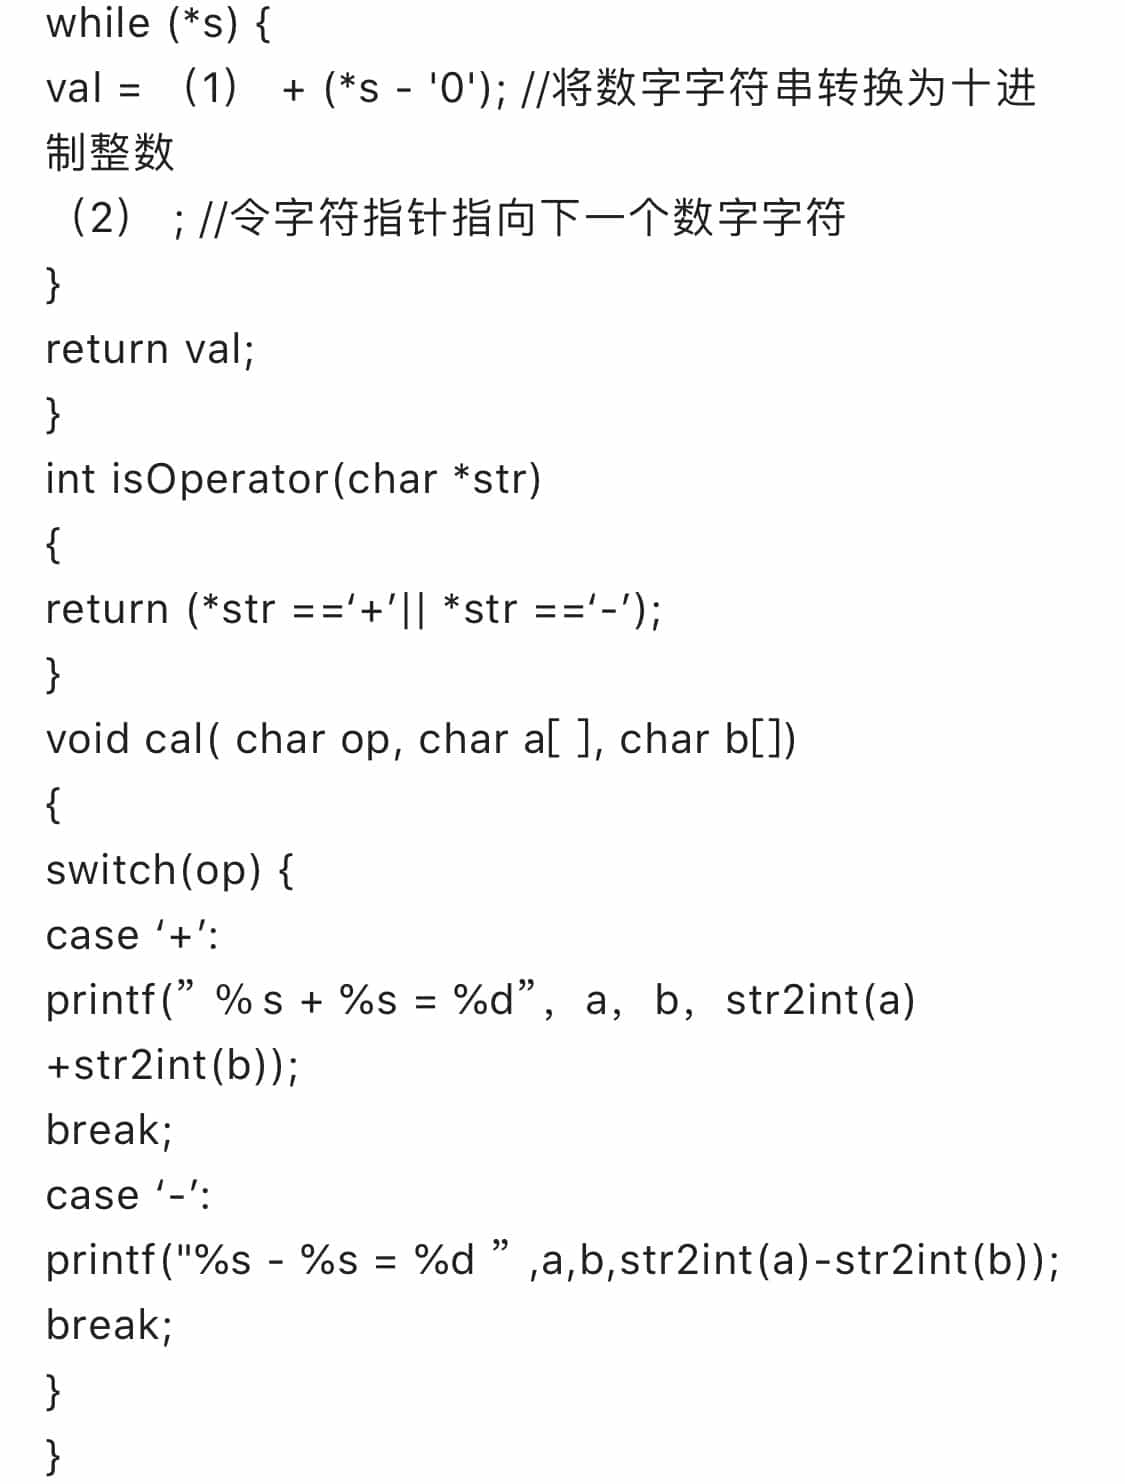 while (*s) {
val = （1） + (*s - '0'); //将数字字符串转换为十进
制整数
（2） ; //令字符指针指向下一个数字字符
}
return val;
}
int isOperator(char *str)
{
return (*str ==‘+’|| *str ==‘-’);
}
void cal( char op, char a[ ], char b[])
{
switch(op) {
case ‘+’:
printf(” % s + %s = %d”，a，b，str2int(a)
+str2int(b));
break;
case ‘-’:
printf("%s - %s = %d ” ,a,b,str2int(a)-str2int(b));
break;
}
}